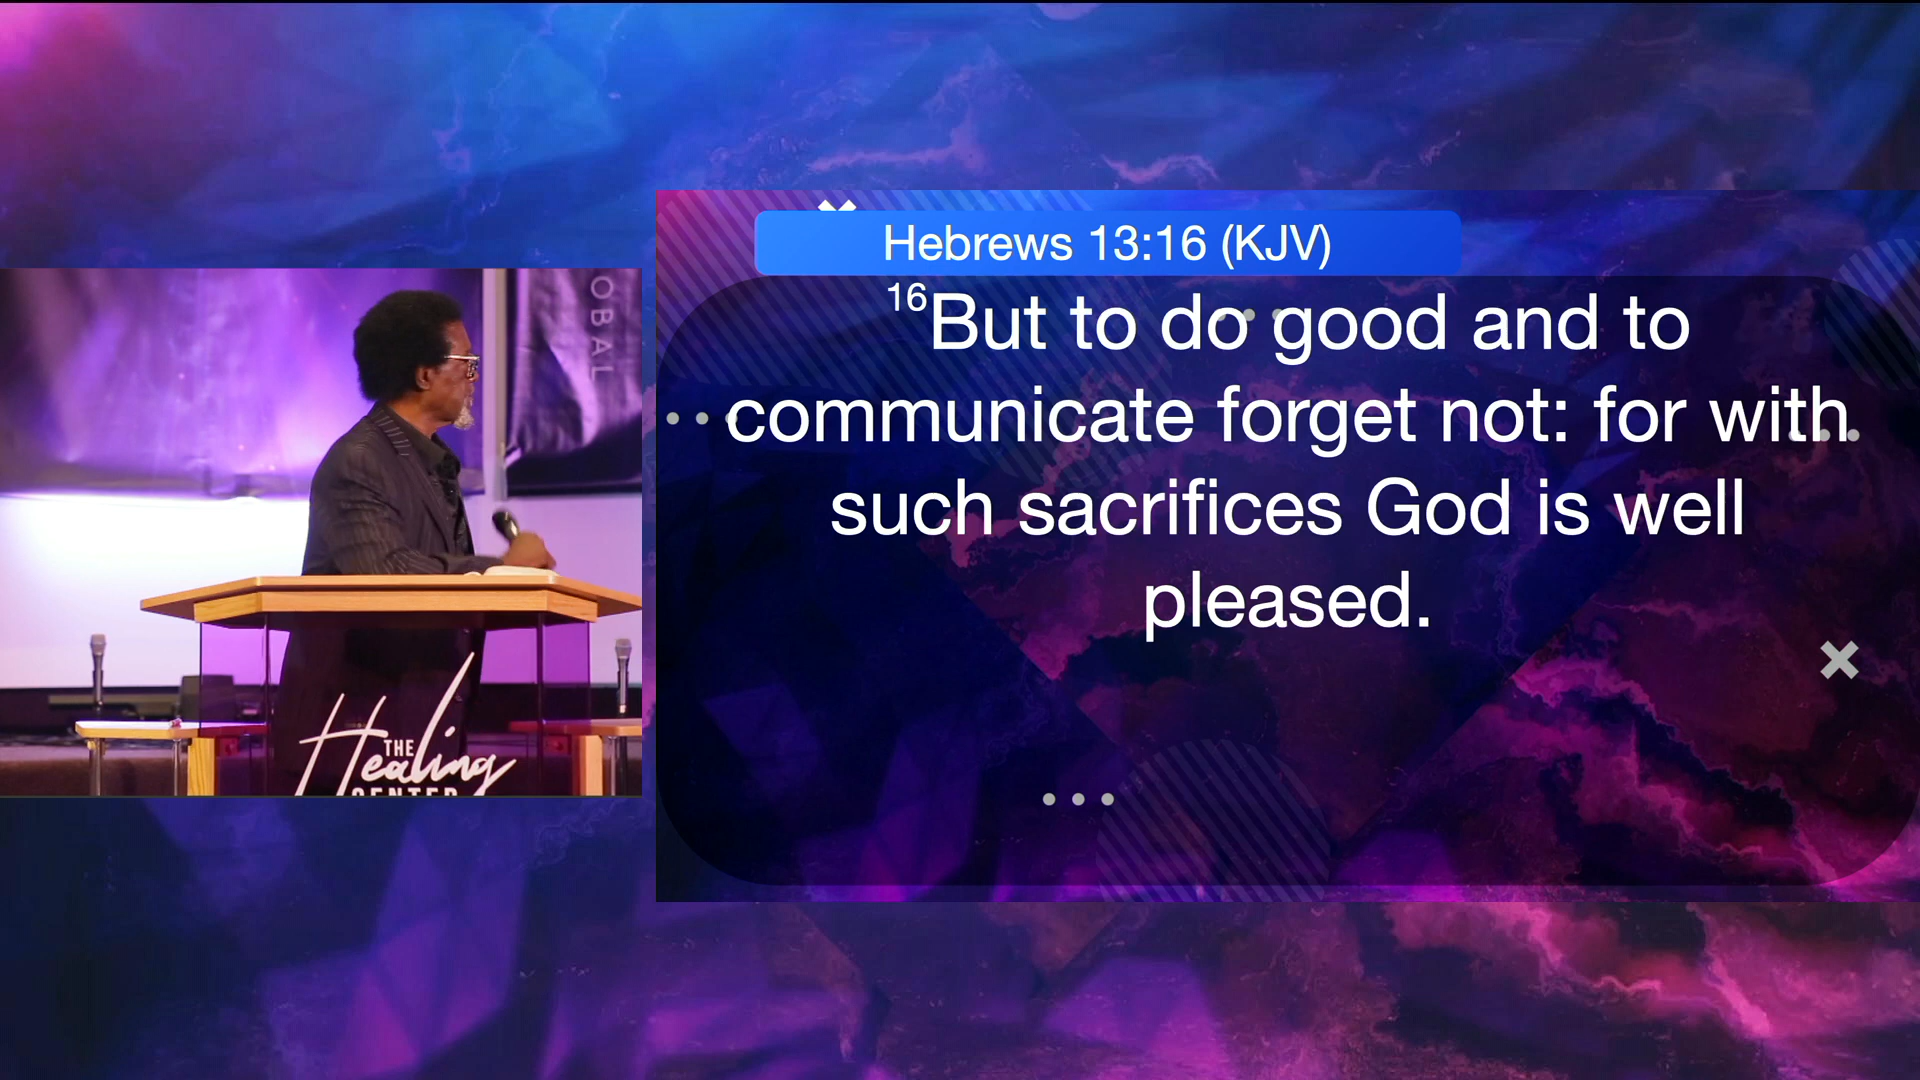 Hebrews 13:16 (KJV)
16But to do good and to
communicate forget not: for with
such sacrifices God is well
pleased.
OBAL
THE
Healing
CENTER